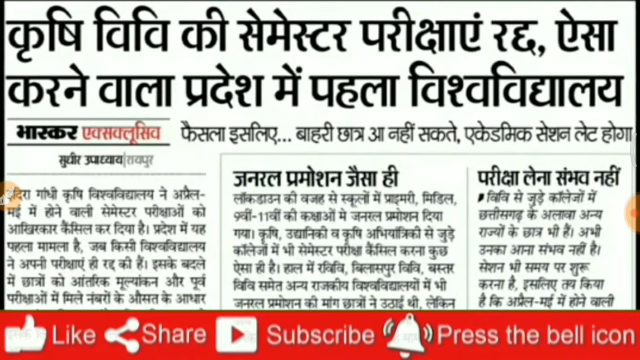 कृषि विवि की सेमेस्टर परीक्षाएं रद्द, ऐसा
करने वाला प्रदेश में पहला विश्वविद्यालय
भास्कर एक्सक्लूसिव
फैसला इसलिए... बाहरी छात्र आ नहीं सकते, एकेडमिक सेशन लेट होगा
सुधीर उपाध्याय|रायपुर
इंदिरा गांधी कृषि विश्वविद्यालय ने अप्रैल-
मई में होने वाली सेमेस्टर परीक्षाओं को
आखिरकार कैंसिल कर दिया है। प्रदेश में यह
पहला मामला है, जब किसी विश्वविद्यालय
ने अपनी परीक्षाएं ही रद्द की हैं। इसके बदले
में छात्रों को आंतरिक मूल्यांकन और पूर्व
परीक्षाओं में मिले नंबरों के औसत के आधार
जनरल प्रमोशन जैसा ही
लॉकडाउन की वजह से स्कूलों में प्राइमरी, मिडिल,
9वीं-11वीं की कक्षाओं मे जनरल प्रमोशन दिया
गया। कृषि, उद्यानिकी व कृषि अभियांत्रिकी से जुड़े
कॉलेजों में भी सेमेस्टर परीक्षा कैंसिल करना कुछ
ऐसा ही है। हाल में रविवि, बिलासपुर विवि, बस्तर
विवि समेत अन्य राजकीय विश्वविद्यालयों में भी
जनरल प्रमोशन की मांग छात्रों ने उठाई थी, लेकिन
परीक्षा लेना संभव नहीं
विवि से जुड़े कॉलेजों में
छत्तीसगढ़ के अलावा अन्य
राज्यों के छात्र भी हैं। अभी
उनका आना संभव नहीं है।
सेशन भी समय पर शुरू
करना है, इसलिए तय किया
है कि अप्रैल-मई में होने वाली
Like Share Subscribe Press the bell icon